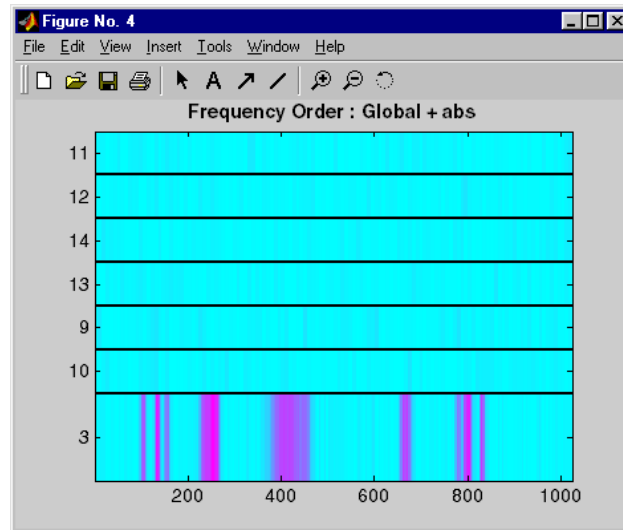 Figure No. 4
File Edit View Insert Tools Window Help
A
Frequency Order : Global + abs
11
12
14
13
9
10
3
200 400 600 800 1000